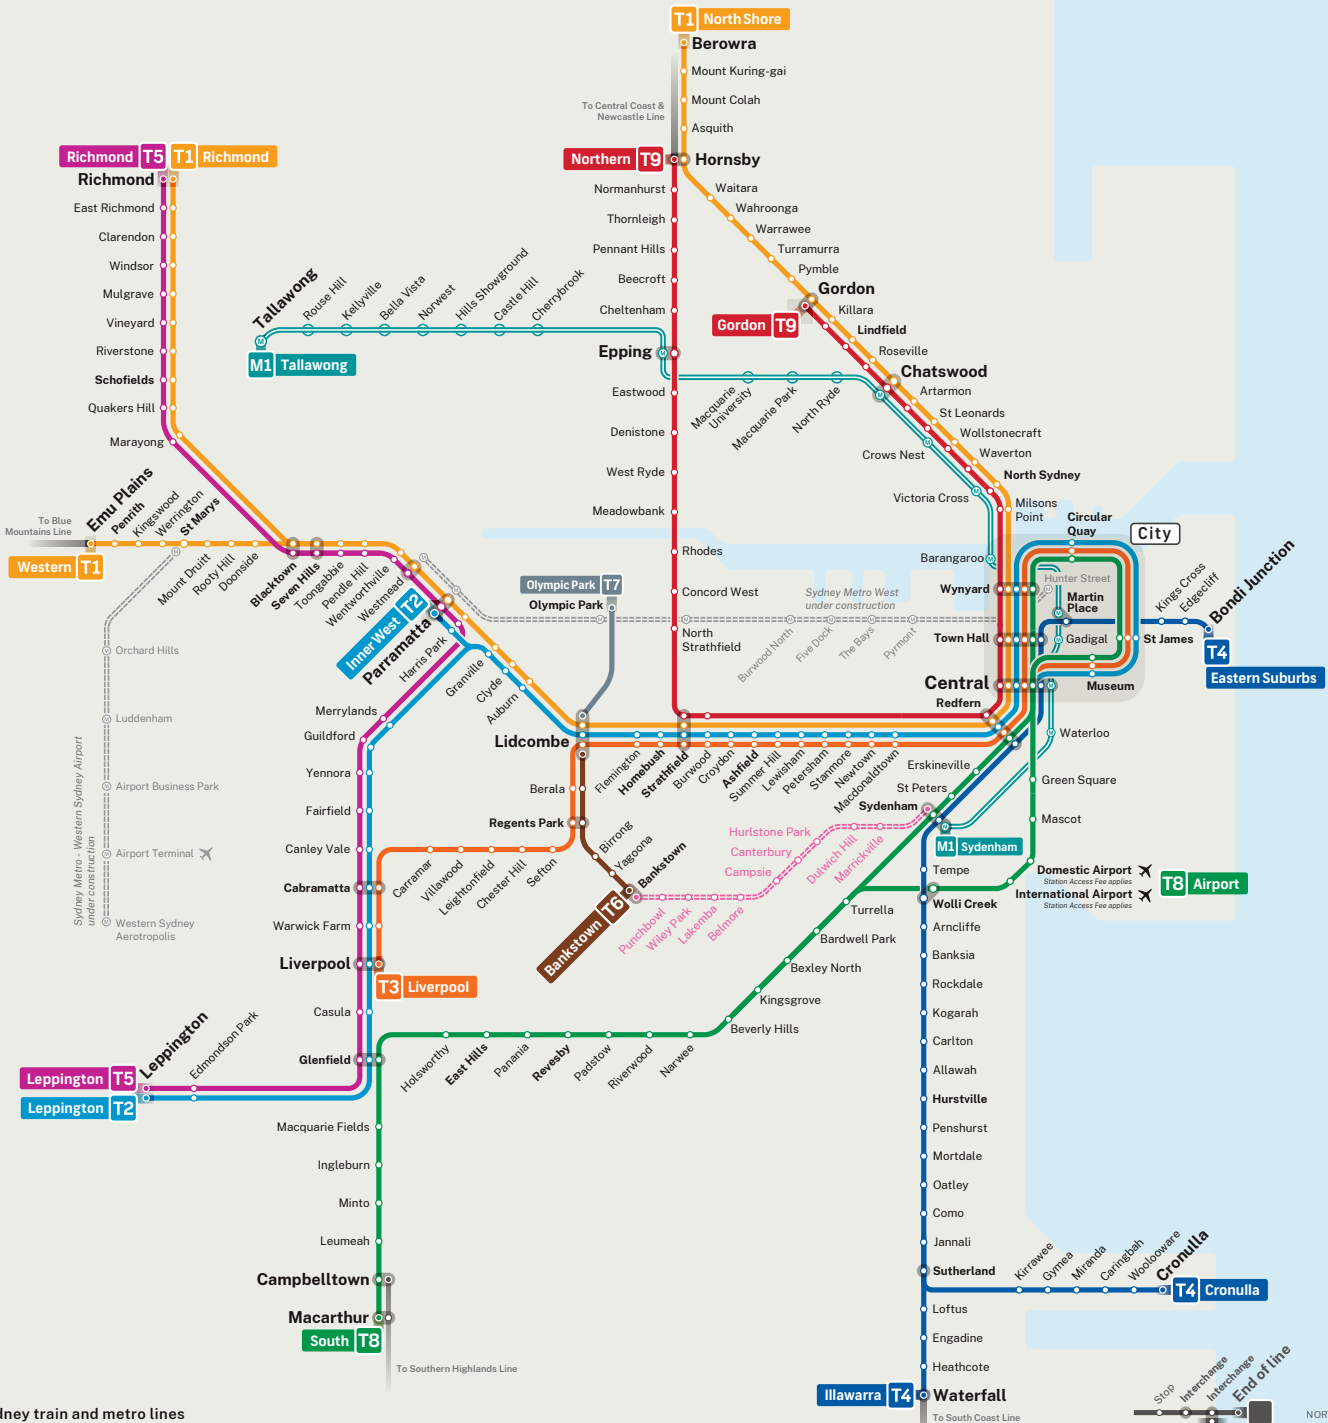 T1 North Shore
Berowra
Mount Kuring-gai
Mount Colah
To Central Coast &
Newcastle Line
Asquith
Northern T9
Hornsby
Normanhurst
Thornleigh
Pennant Hills
Beecroft
Cheltenham
Epping
Eastwood
Denistone
West Ryde
Meadowbank
Rhodes
Concord West
North
Strathfield
Waitara
Wahroonga
Warrawee
Turramurra
Pymble
Gordon
Gordon T9
Killara
Lindfield
Roseville
Chatswood
Artarmon
St Leonards
Wollstonecraft
Waverton
North Sydney
Milsons
Point
Richmond T5
T1 Richmond
Richmond
East Richmond
Clarendon
Windsor
Mulgrave
Vineyard
Riverstone
Schofields
Quakers Hill
Marayong
Tallawong
M1 Tallawong
Rouse Hill
Kellyville
Bella Vista
Norwest
Hills Showground
Castle Hill
Cherrybrook
Macquarie
University
Macquarie Park
North Ryde
Crows Nest
Victoria Cross
Barangaroo
To Blue
Mountains Line
Western T1
Emu Plains
Penrith
Kingswood
Werrington
St Marys
Mount Druitt
Rooty Hill
Doonside
Blacktown
Seven Hills
Toongabbie
Pendle Hill
Wentworthville
Westmead
Inner West T2
Parramatta
Harris Park
Granville
Clyde
Auburn
Lidcombe
Olympic Park T7
Olympic Park
Sydney Metro West
under construction
Burwood North
Five Dock
The Bays
Pyrmont
Hunter Street
City
Circular
Quay
Wynyard
Martin
Place
Town Hall
Gadigal
St James
Central
Museum
Redfern
Kings Cross
Edgecliff
Bondi Junction
T4
Eastern Suburbs
Orchard Hills
Luddenham
Airport Business Park
Airport Terminal
Western Sydney
Aerotropolis
Sydney Metro - Western Sydney Airport
under construction
Merrylands
Guildford
Yennora
Fairfield
Canley Vale
Cabramatta
Warwick Farm
Liverpool
T3 Liverpool
Casula
Glenfield
Leppington
Edmondson Park
Leppington T5
Leppington T2
Flemington
Homebush
Strathfield
Burwood
Croydon
Ashfield
Summer Hill
Lewisham
Petersham
Stanmore
Newtown
Macdonaldtown
Berala
Regents Park
Carramar
Villawood
Leightonfield
Chester Hill
Sefton
Birrong
Yagoona
Bankstown
Bankstown T6
Punchbowl
Wiley Park
Lakemba
Belmore
Campsie
Canterbury
Hurlstone Park
Dulwich Hill
Marrickville
Erskineville
St Peters
Sydenham
M1 Sydenham
Waterloo
Green Square
Mascot
Domestic Airport
Station Access Fee applies
International Airport
Station Access Fee applies
T8 Airport
Tempe
Wolli Creek
Turrella
Bardwell Park
Bexley North
Kingsgrove
Beverly Hills
Narwee
Riverwood
Padstow
Revesby
Panania
East Hills
Holsworthy
Macquarie Fields
Ingleburn
Minto
Leumeah
Campbelltown
Macarthur
South T8
To Southern Highlands Line
Arncliffe
Banksia
Rockdale
Kogarah
Carlton
Allawah
Hurstville
Penshurst
Mortdale
Oatley
Como
Jannali
Sutherland
Kirrawee
Gymea
Miranda
Caringbah
Woolooware
Cronulla
T4 Cronulla
Loftus
Engadine
Heathcote
Illawarra T4
Waterfall
To South Coast Line
Stop
Interchange
Interchange
End of line
dney train and metro lines